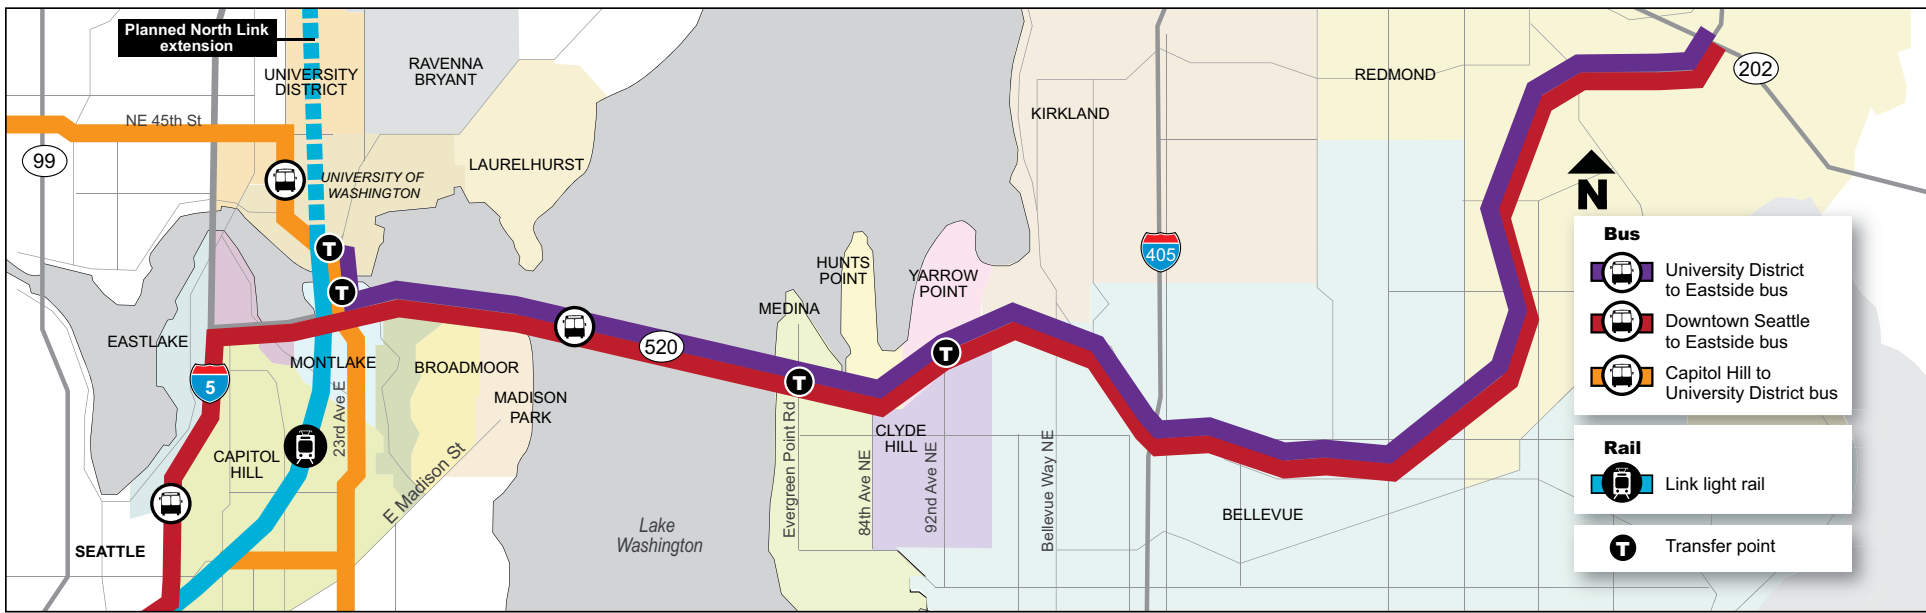 Planned North Link
extension
UNIVERSITY
DISTRICT
RAVENNA
BRYANT
NE 45th St
99
UNIVERSITY OF
WASHINGTON
LAURELHURST
KIRKLAND
REDMOND
202
N
405
HUNTS
POINT
YARROW
POINT
MEDINA
EASTLAKE
MONTLAKE
BROADMOOR
MADISON
PARK
520
5
23rd Ave E
CAPITOL
HILL
E Madison St
SEATTLE
Lake
Washington
Evergreen Point Rd
84th Ave NE
CLYDE
HILL
92nd Ave NE
Bellevue Way NE
BELLEVUE
T
T
T
T
Bus
University District
to Eastside bus
Downtown Seattle
to Eastside bus
Capitol Hill to
University District bus
Rail
Link light rail
T
Transfer point